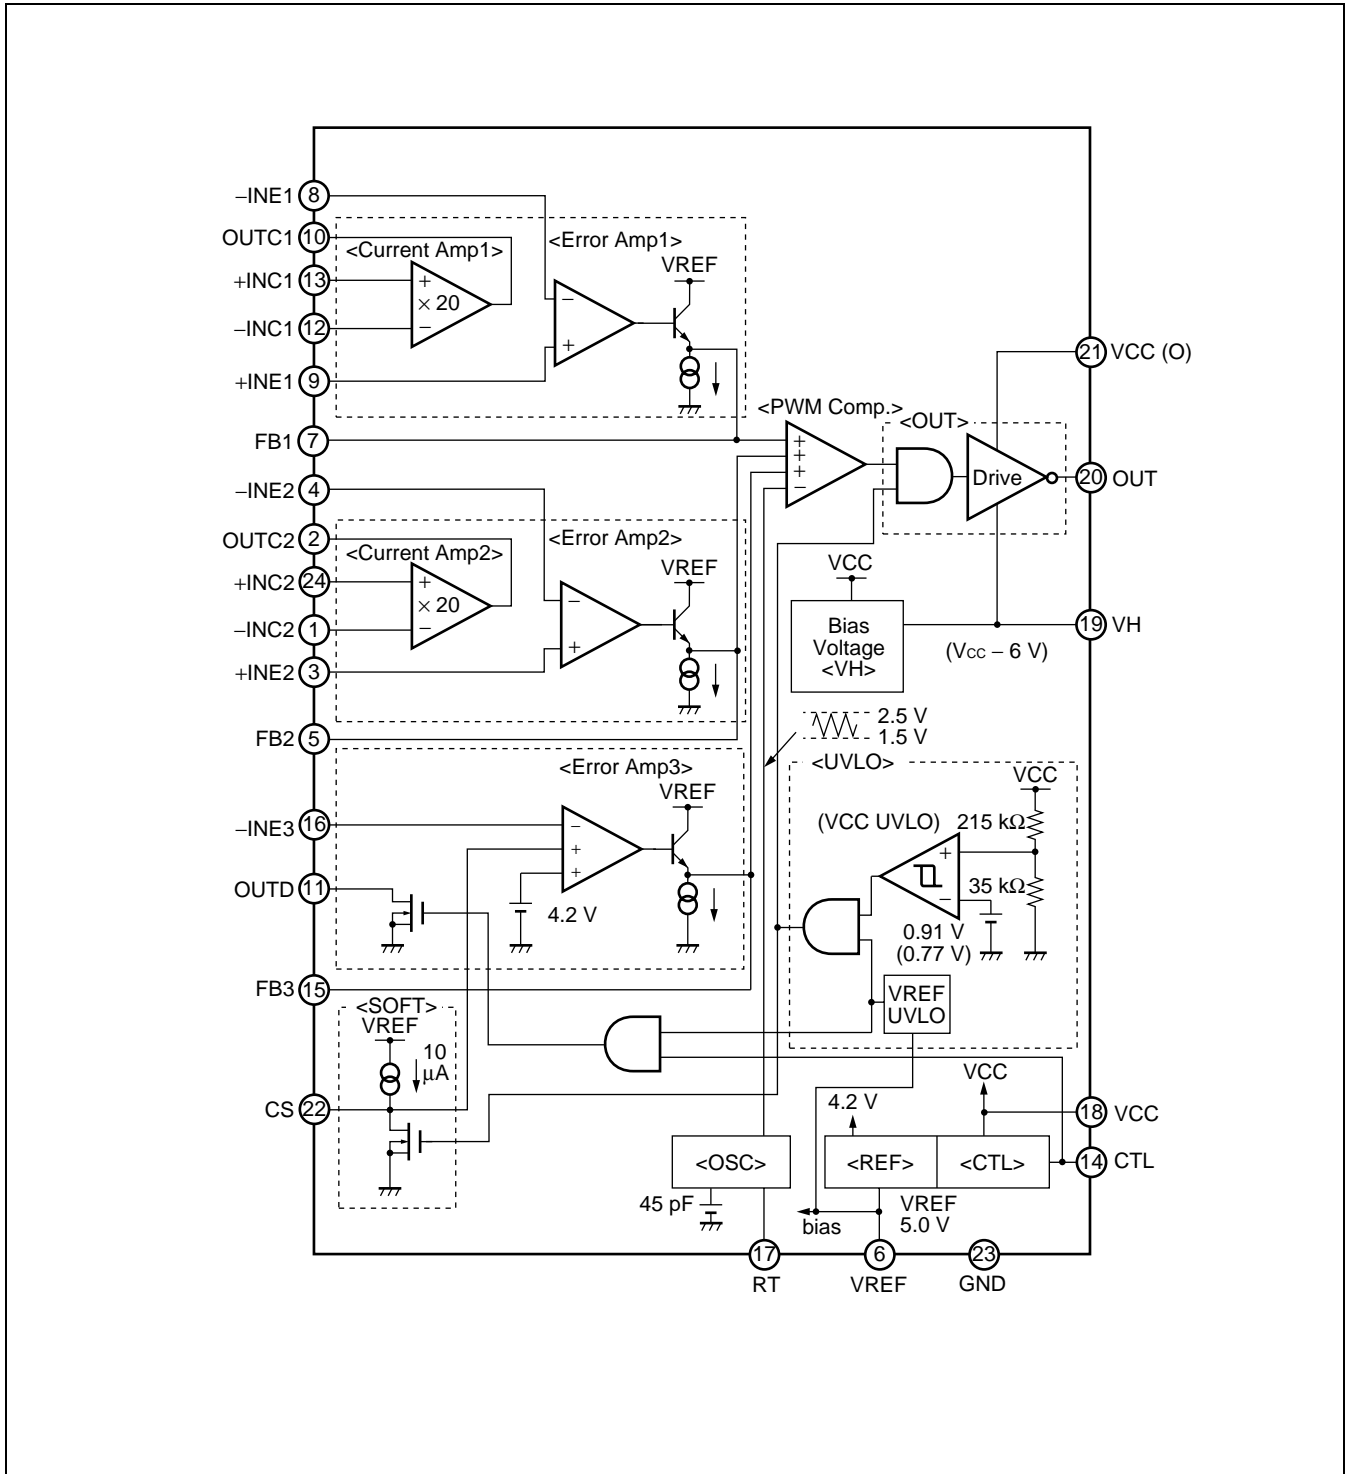 −INE1 8
OUTC1 10
<Current Amp1>
<Error Amp1>
VREF
+INC1 13
+
× 20
−
−INC1 12
−
+
+INE1 9
21 VCC (O)
<PWM Comp.>
<OUT>
FB1 7
+
+
+
−
Drive
20 OUT
−INE2 4
OUTC2 2
<Current Amp2>
<Error Amp2>
VREF
VCC
+INC2 24
+
× 20
−
−INC2 1
−
+
+INE2 3
Bias
Voltage
<VH>
19 VH
(VCC − 6 V)
FB2 5
2.5 V
1.5 V
<UVLO>
<Error Amp3>
VREF
VCC
−INE3 16
−
+
+
(VCC UVLO)
215 kΩ
+
−
35 kΩ
OUTD 11
4.2 V
0.91 V
(0.77 V)
FB3 15
VREF
UVLO
<SOFT>
VREF
10
μA
CS 22
VCC
4.2 V
18 VCC
<OSC>
<REF>
<CTL>
14 CTL
45 pF
VREF
5.0 V
bias
17
RT
6
VREF
23
GND